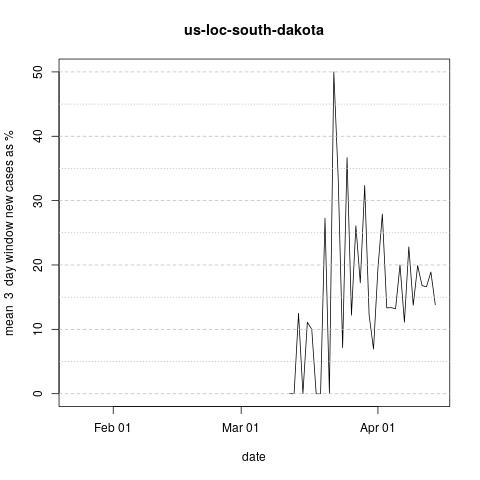 us-loc-south-dakota
mean 3 day window new cases as %
50
40
30
20
10
0
Feb 01
Mar 01
Apr 01
date